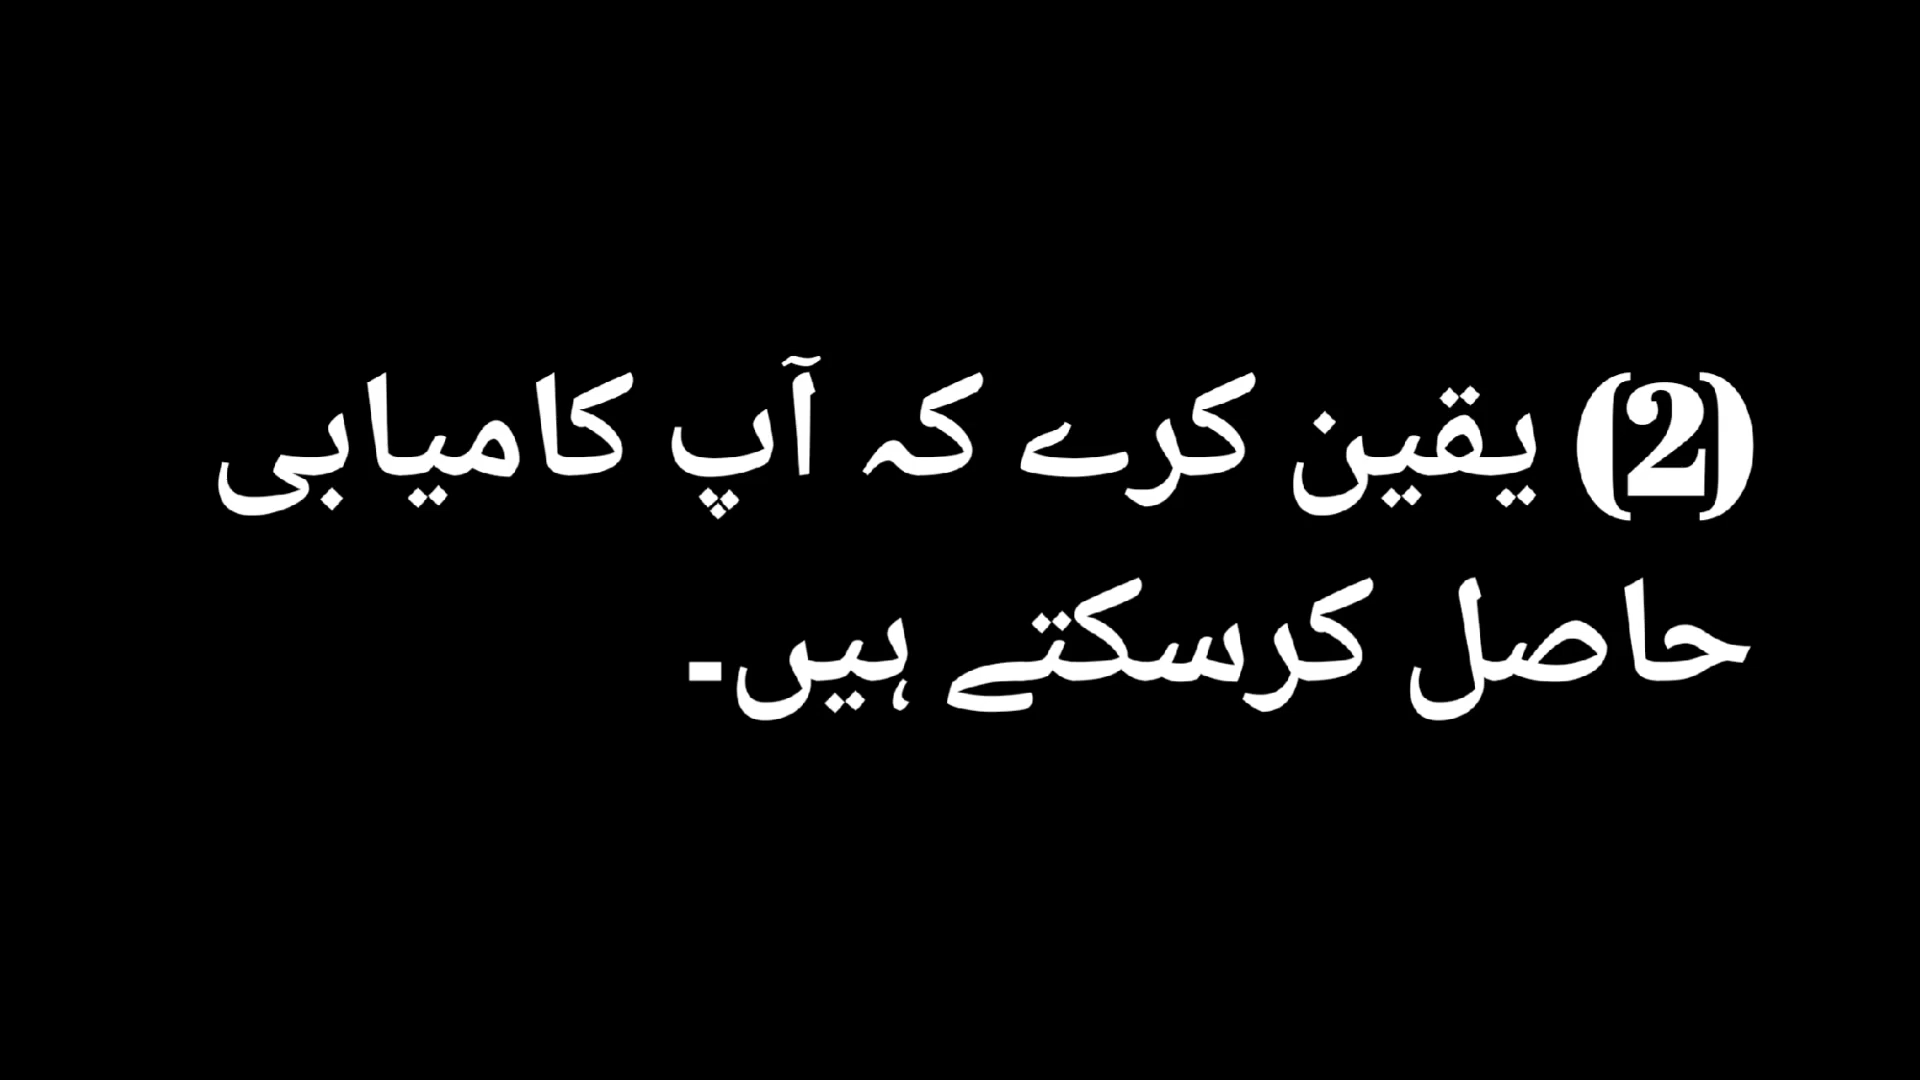 (2) یقین کرے کہ آپ کامیابی
حاصل کرسکتے ہیں۔